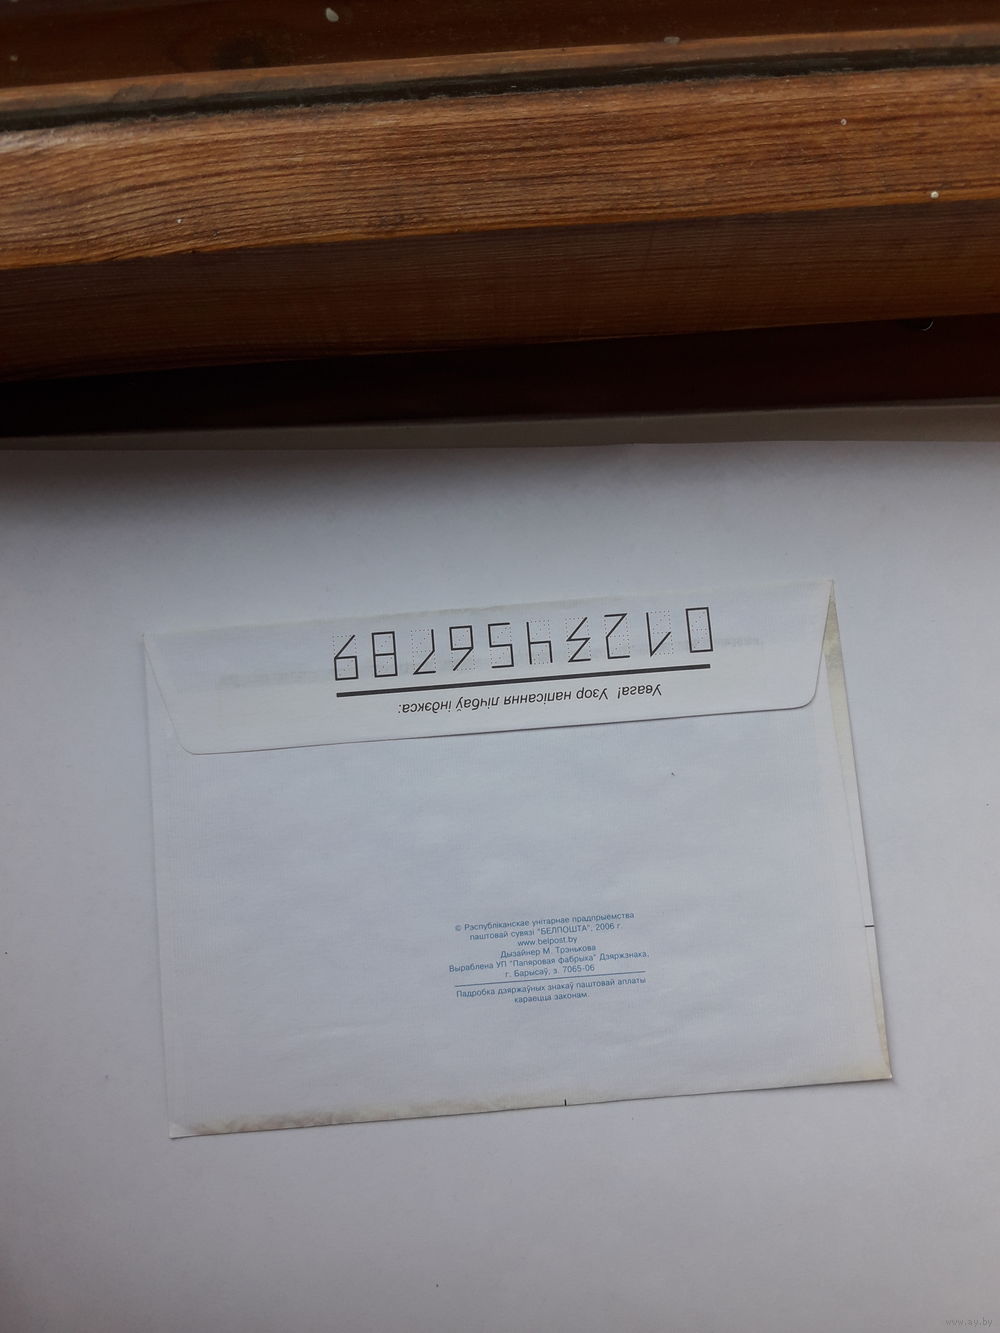 Увага! Узор напісання лічбаў індэкса:
0123456789
© Рэспубліканскае унітарнае прадпрыемства
паштовай сувязі "БЕЛПОШТА", 2006 г.
www.belpost.by
Дызайнер М. Трэнькова
Выраблена УП "Папяровая фабрыка" Дзяржзнака,
г. Барысаў, з. 7065-06
Падробка дзяржаўных знакаў паштовай аплаты
караецца законам.
www.ay.by